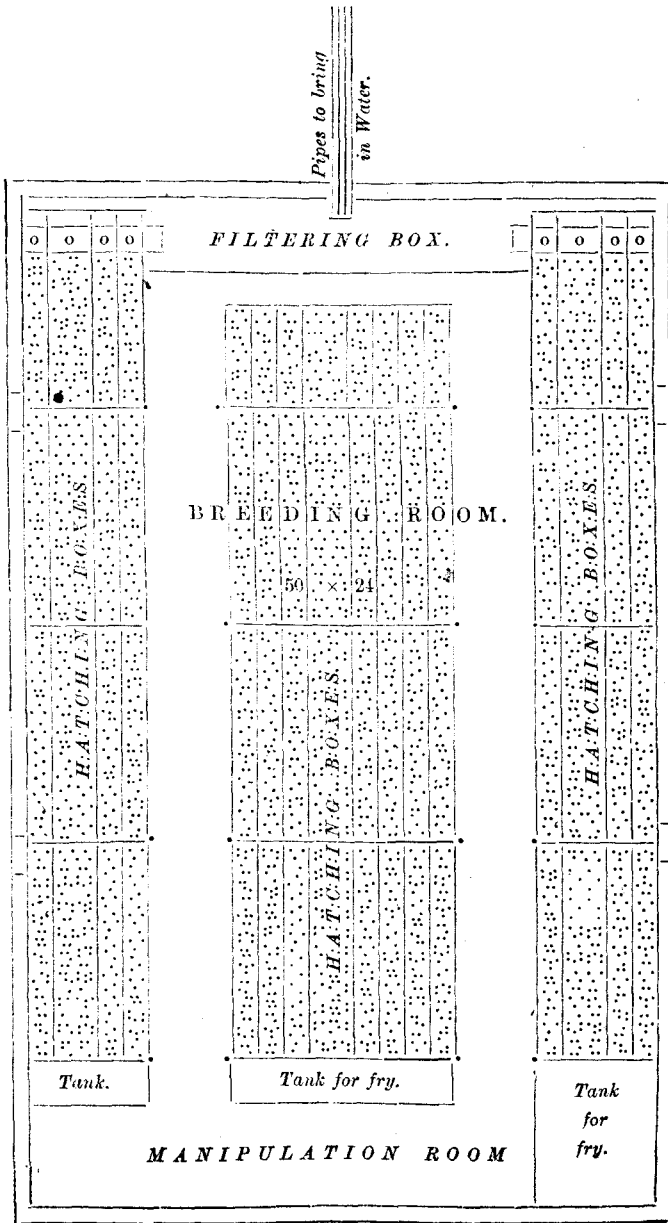 Pipes to bring
in Water.
o o o o
FILTERING BOX.
o o o o
BREEDING ROOM.
50 × 24
HATCHING BOXES.
HATCHING BOXES.
HATCHING BOXES.
Tank.
Tank for fry.
Tank
for
fry.
MANIPULATION ROOM